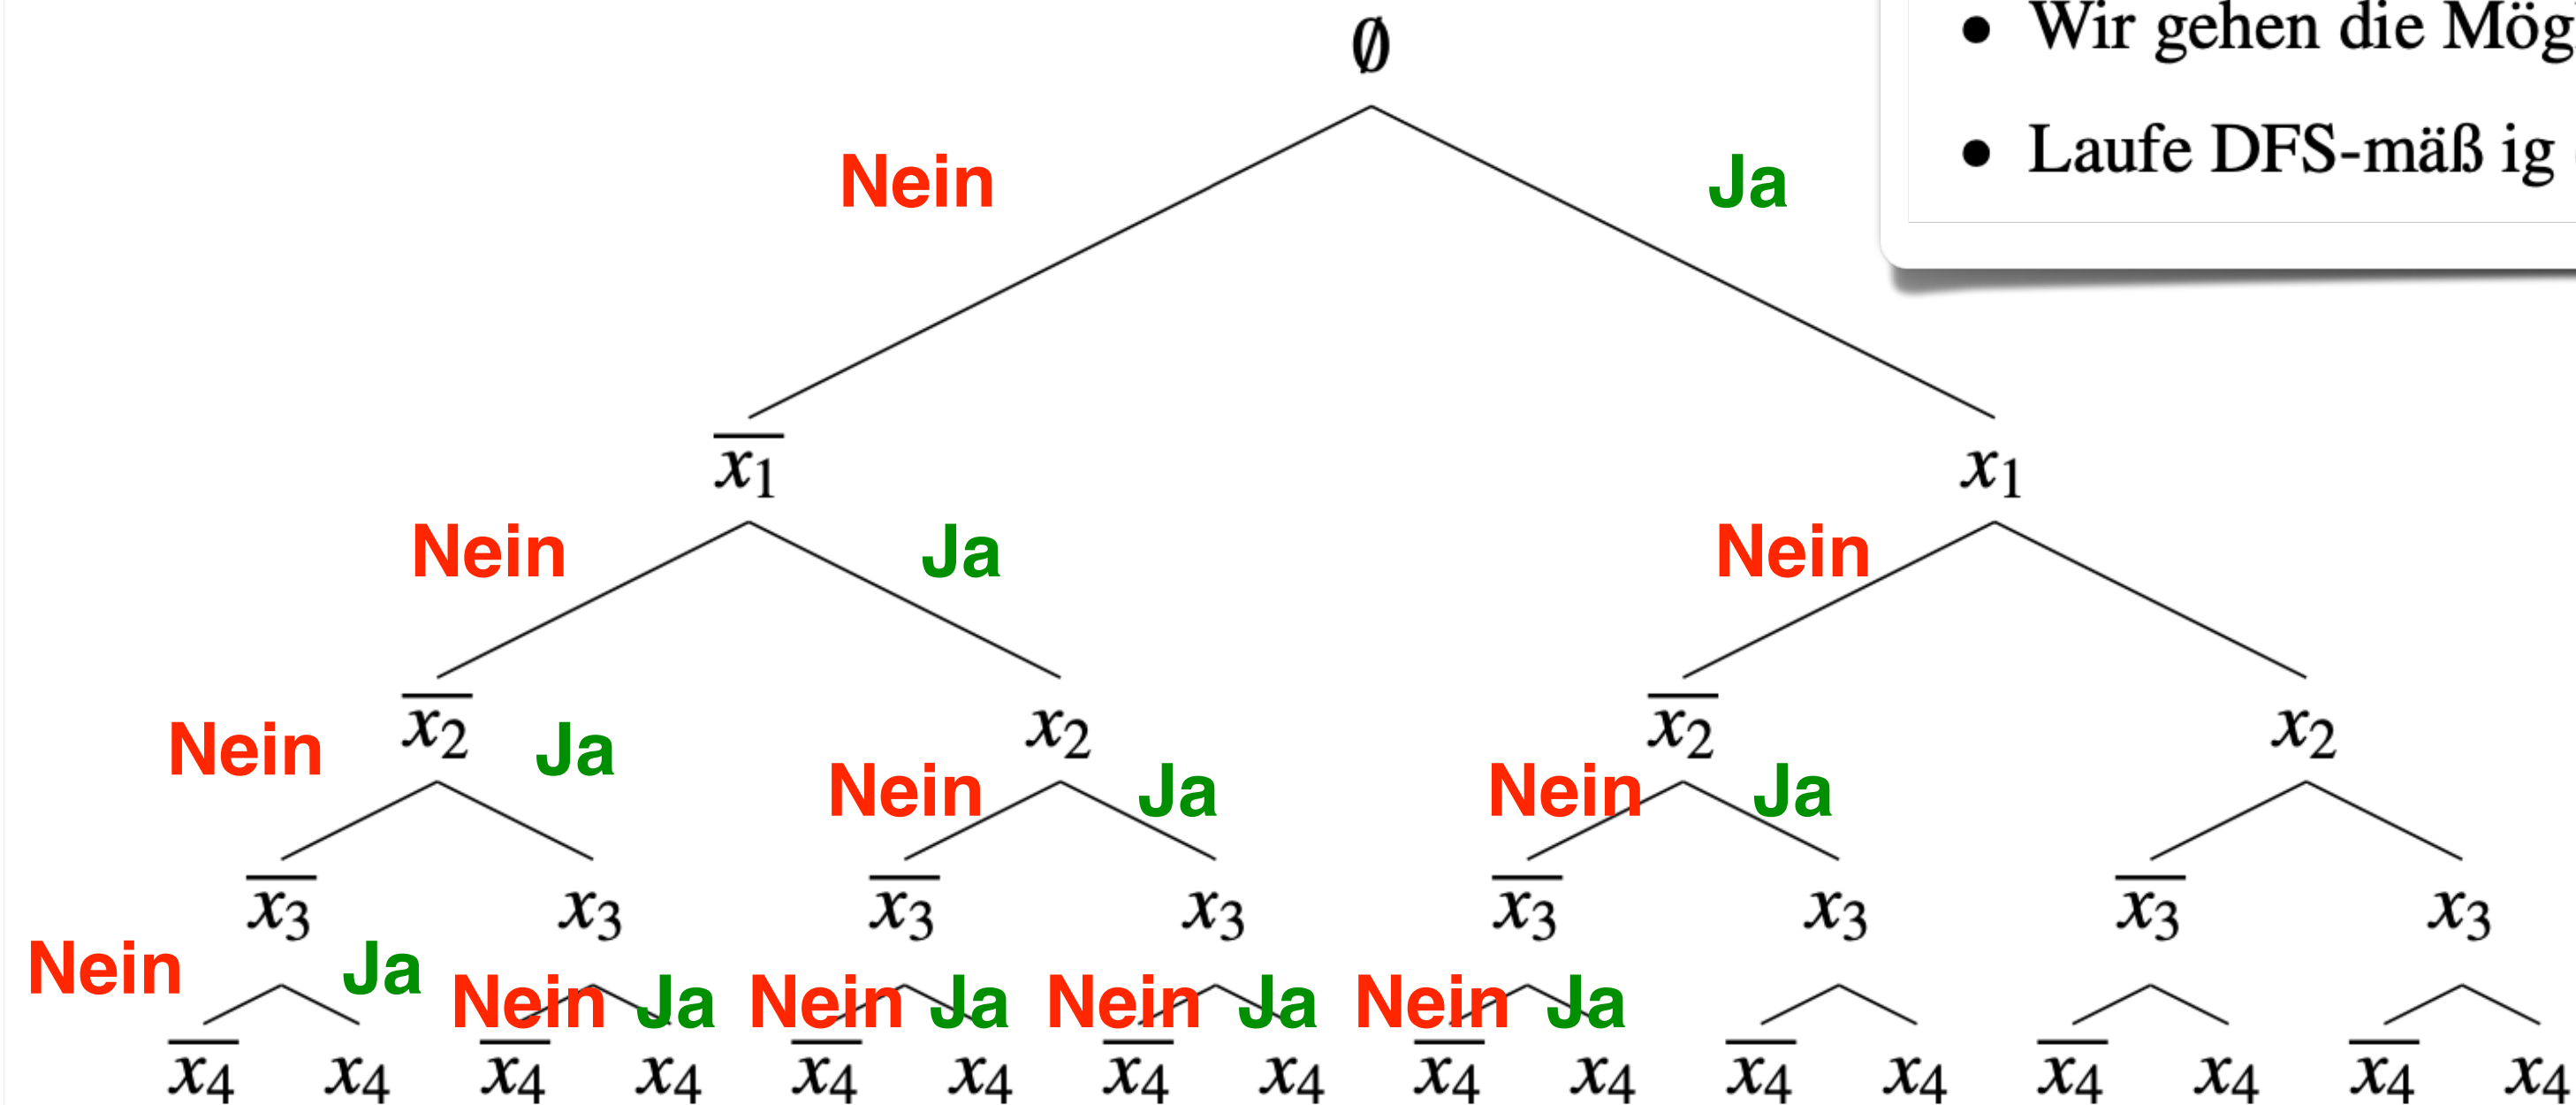 ∅
• Wir gehen die Mög
• Laufe DFS-mäß ig
Nein Ja
x̅₁ x₁
Nein Ja Nein
x̅₂ x₂ x̅₂ x₂
Nein Ja Nein Ja Nein Ja
x̅₃ x₃ x̅₃ x₃ x̅₃ x₃ x̅₃ x₃
Nein Ja Nein Ja Nein Ja Nein Ja Nein Ja
x̅₄ x₄ x̅₄ x₄ x̅₄ x₄ x̅₄ x₄ x̅₄ x₄ x̅₄ x₄ x̅₄ x₄ x̅₄ x₄